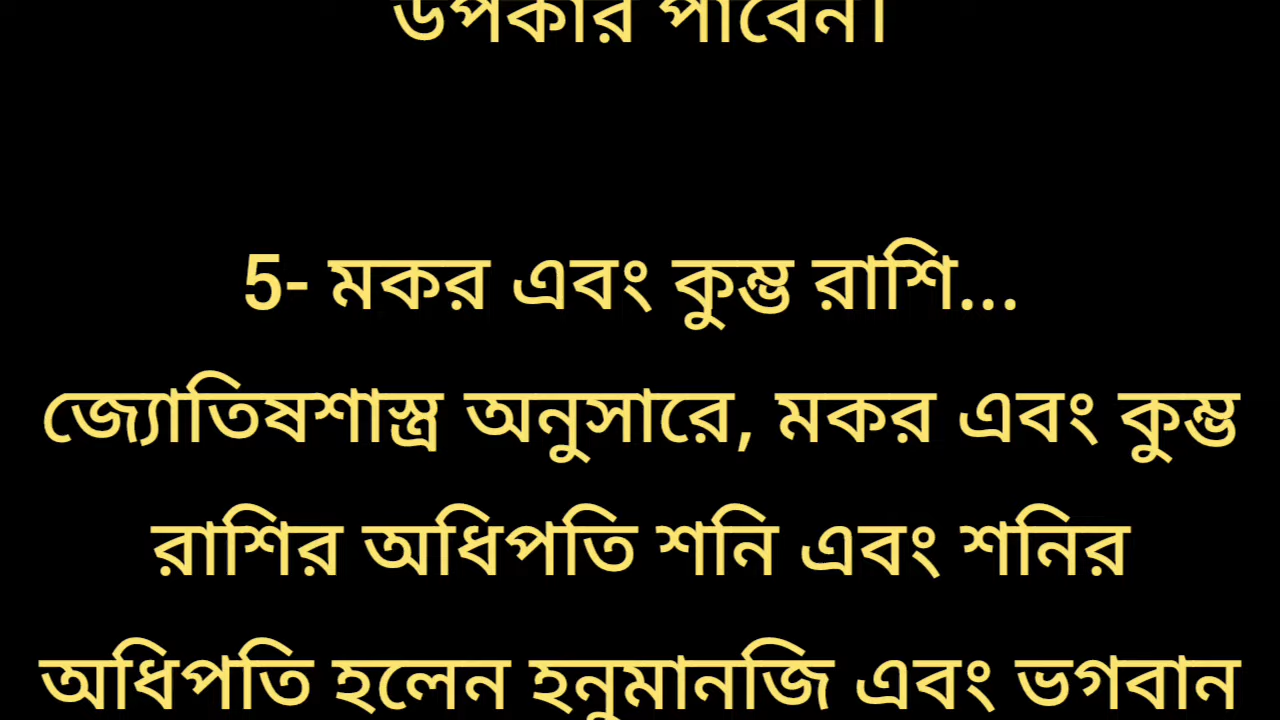 উপকার পাবেন।
5- মকর এবং কুম্ভ রাশি...
জ্যোতিষশাস্ত্র অনুসারে, মকর এবং কুম্ভ
রাশির অধিপতি শনি এবং শনির
অধিপতি হলেন হনুমানজি এবং ভগবান